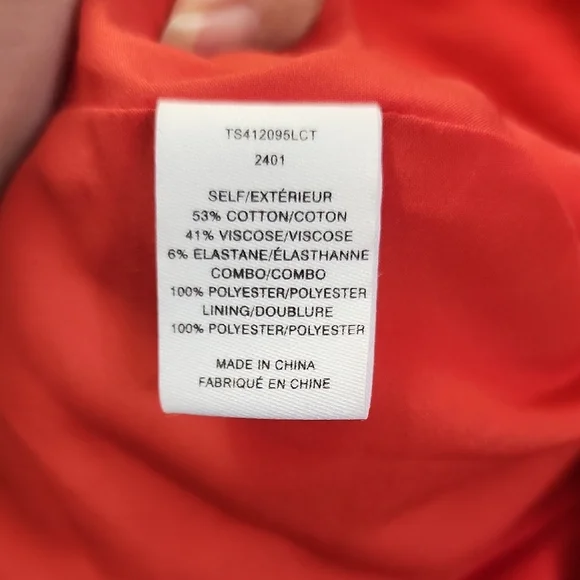 TS412095LCT
2401
SELF/EXTÉRIEUR
53% COTTON/COTON
41% VISCOSE/VISCOSE
6% ELASTANE/ÉLASTHANNE
COMBO/COMBO
100% POLYESTER/POLYESTER
LINING/DOUBLURE
100% POLYESTER/POLYESTER
MADE IN CHINA
FABRIQUÉ EN CHINE